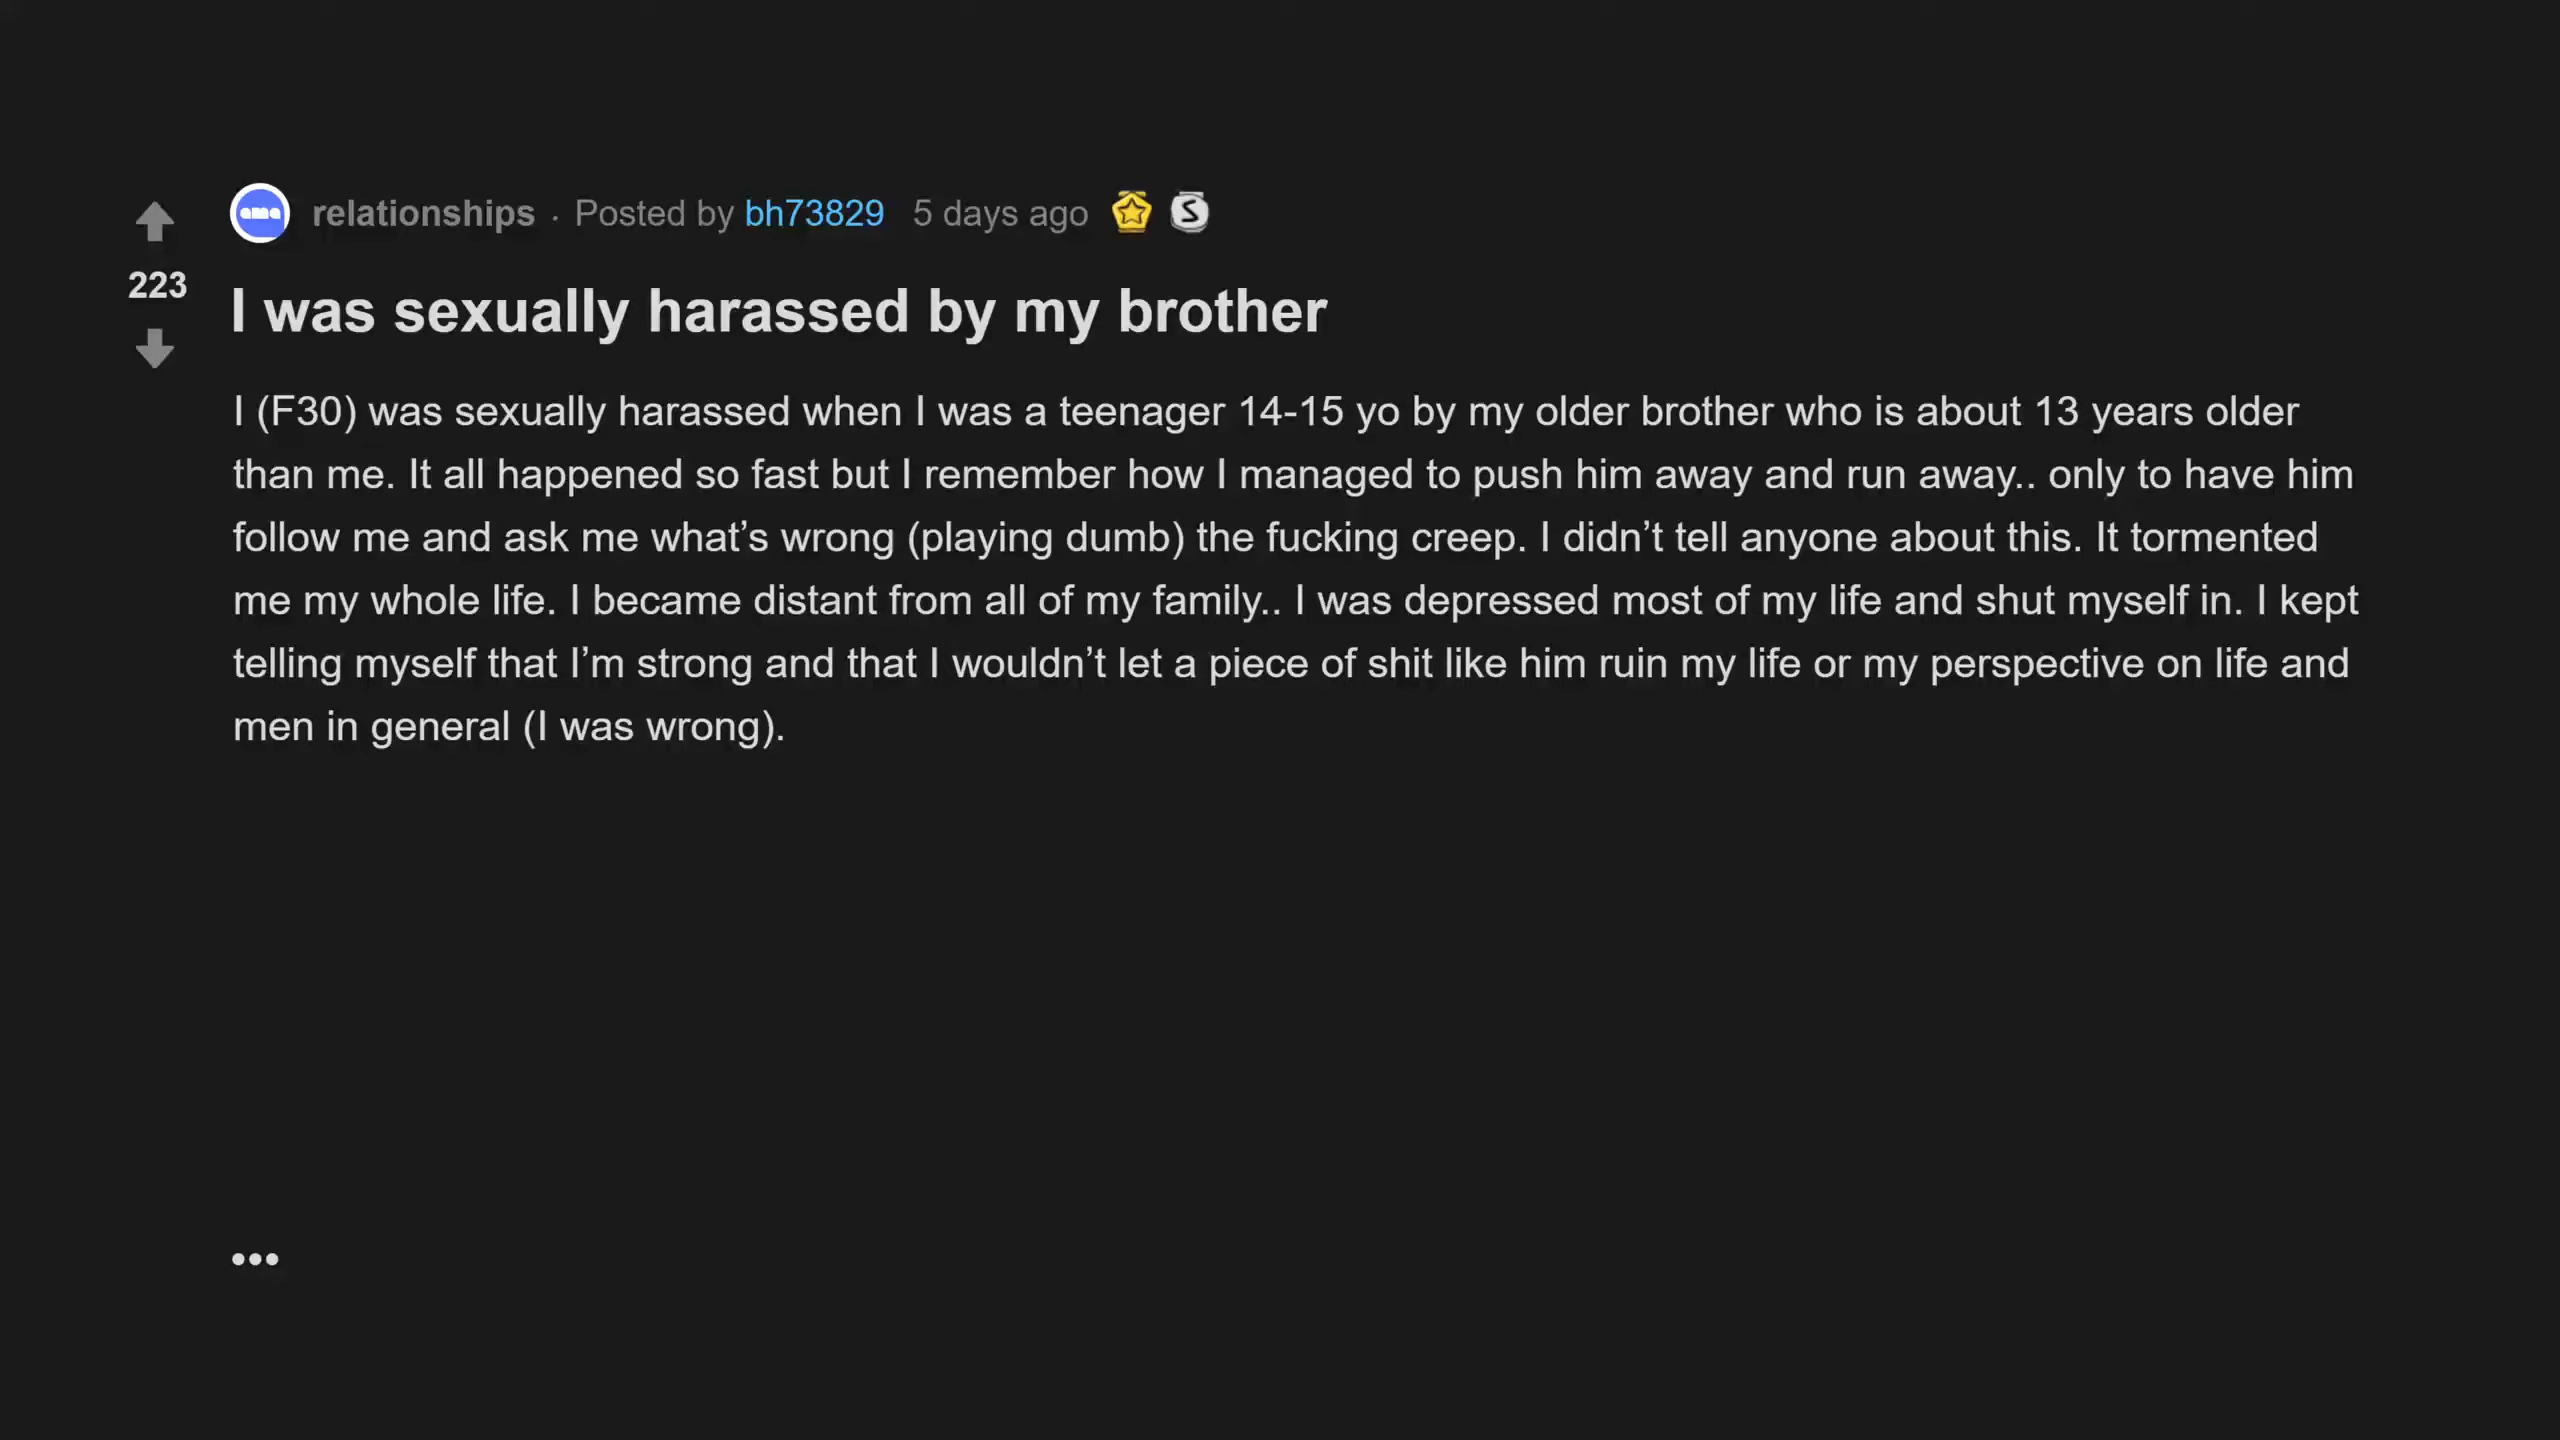 relationships · Posted by bh73829 5 days ago
223
I was sexually harassed by my brother
I (F30) was sexually harassed when I was a teenager 14-15 yo by my older brother who is about 13 years older
than me. It all happened so fast but I remember how I managed to push him away and run away.. only to have him
follow me and ask me what’s wrong (playing dumb) the fucking creep. I didn’t tell anyone about this. It tormented
me my whole life. I became distant from all of my family.. I was depressed most of my life and shut myself in. I kept
telling myself that I’m strong and that I wouldn’t let a piece of shit like him ruin my life or my perspective on life and
men in general (I was wrong).
•••